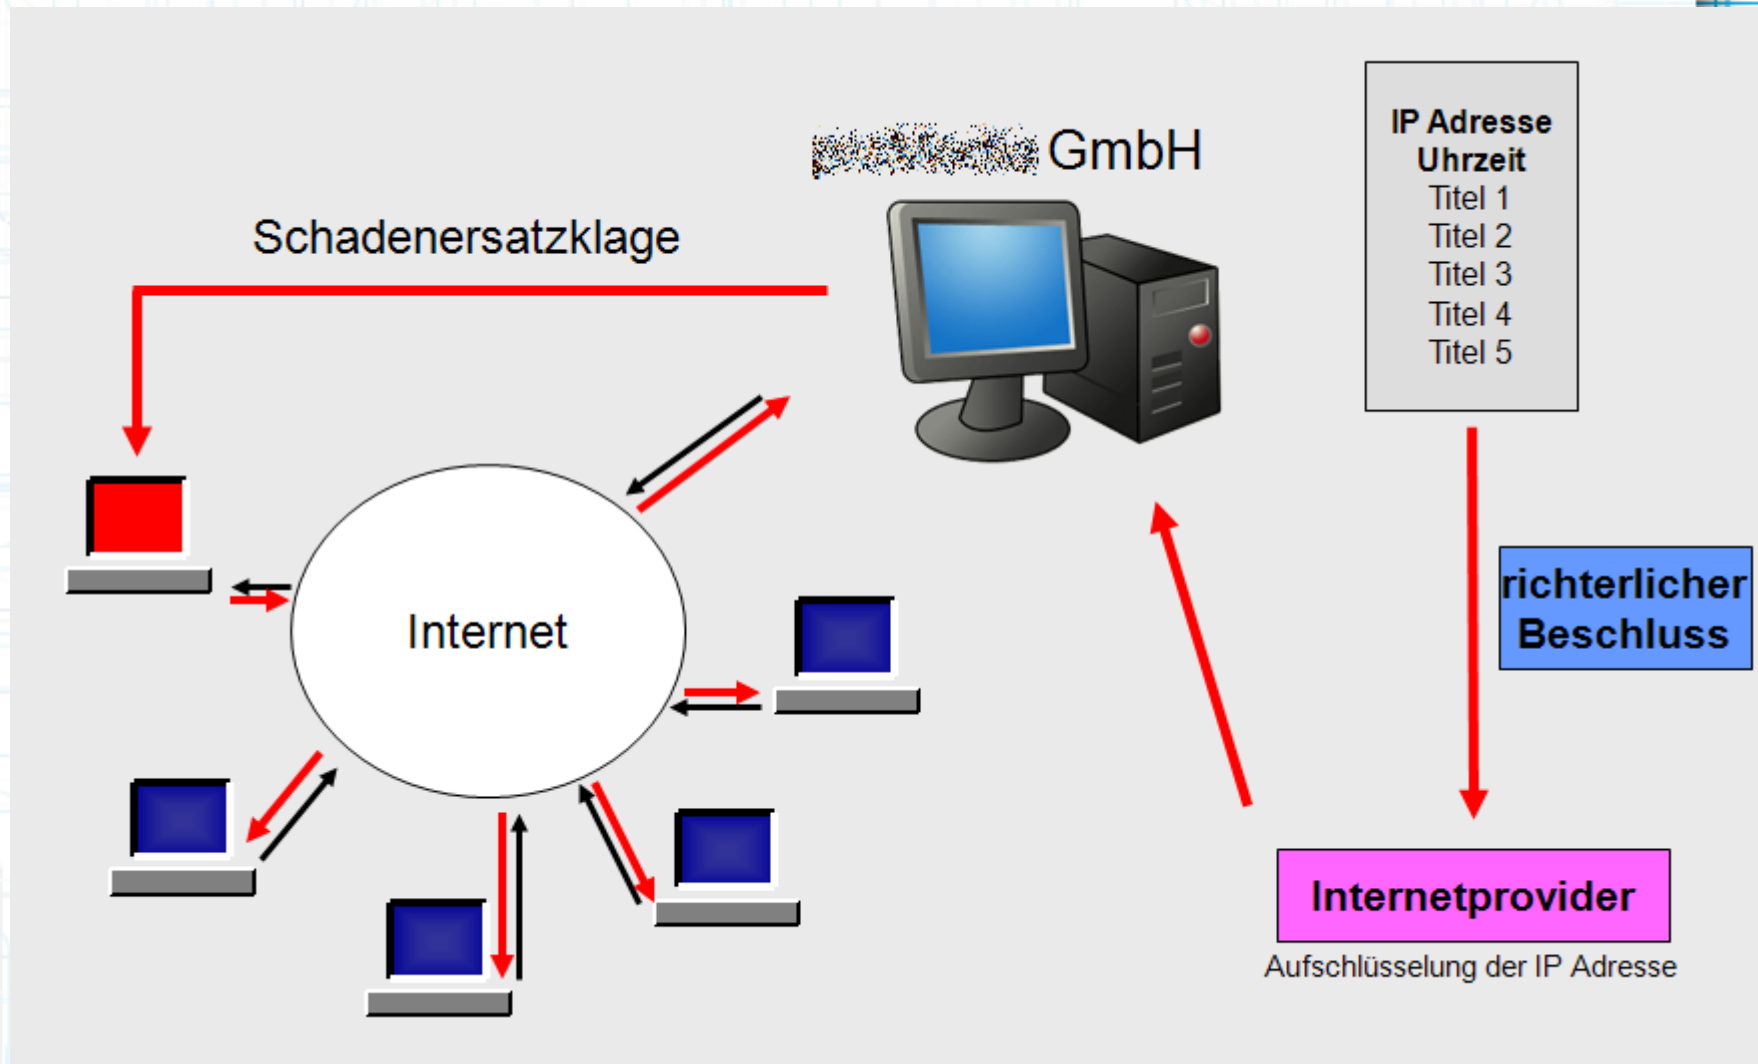 GmbH
Schadenersatzklage
IP Adresse
Uhrzeit
Titel 1
Titel 2
Titel 3
Titel 4
Titel 5
richterlicher
Beschluss
Internet
Internetprovider
Aufschlüsselung der IP Adresse